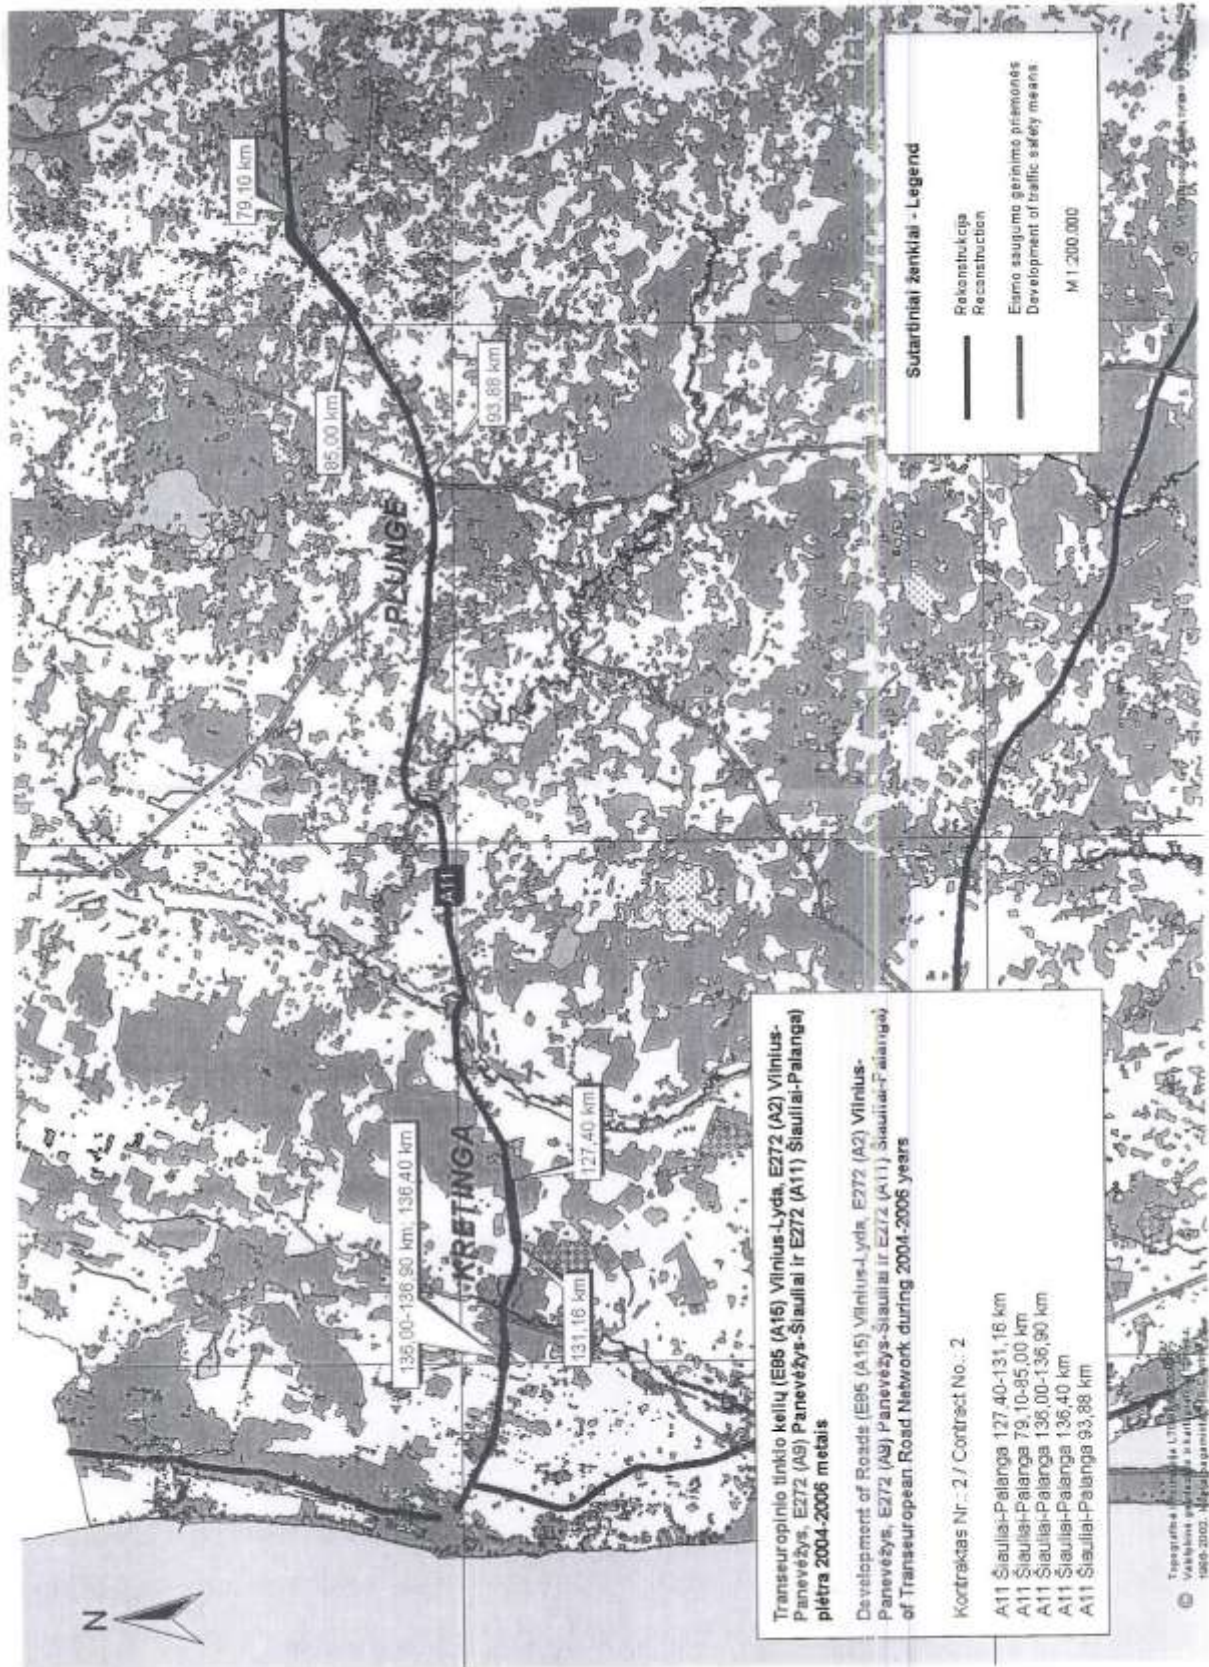 N
79,10 km
85,00 km
93,88 km
PLUNGĖ
A11
KRETINGA
136,00-136,90 km; 136,40 km
127,40 km
131,16 km
Sutartiniai ženklai - Legend
Rekonstrukcija
Reconstruction
Eismo saugumo gerinimo priemonės
Development of traffic safety means
M 1:200,000
Transeuropinio tinklo kelių (E85 (A15) Vilnius-Lyda, E272 (A2) Vilnius-
Panevėžys, E272 (A9) Panevėžys-Šiauliai ir E272 (A11) Šiauliai-Palanga)
plėtra 2004-2006 metais
Development of Roads (E85 (A15) Vilnius-Lyda, E272 (A2) Vilnius-
Panevėžys, E272 (A9) Panevėžys-Šiauliai ir E272 (A11) Šiauliai-Palanga)
of Transeuropean Road Network during 2004-2006 years
Kontraktas Nr.: 2 / Contract No.: 2
A11 Šiauliai-Palanga 127,40-131,16 km
A11 Šiauliai-Palanga 79,10-85,00 km
A11 Šiauliai-Palanga 136,00-136,90 km
A11 Šiauliai-Palanga 136,40 km
A11 Šiauliai-Palanga 93,88 km
©